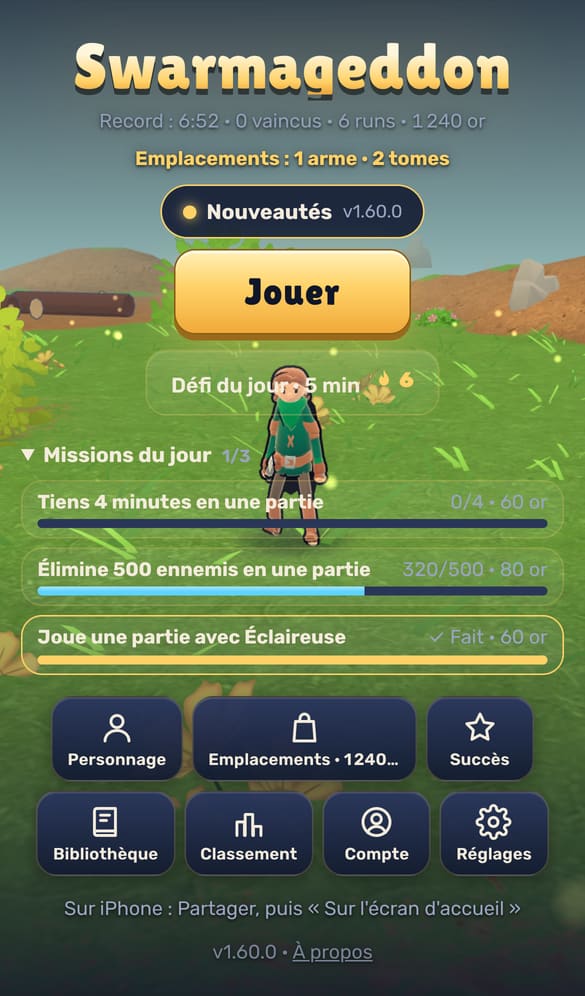 Swarmageddon
Record : 6:52 • 0 vaincus • 6 runs • 1 240 or
Emplacements : 1 arme • 2 tomes
Nouveautés v1.60.0
Jouer
Défi du jour • 5 min 🔥 6
▼ Missions du jour 1/3
Tiens 4 minutes en une partie 0/4 • 60 or
Élimine 500 ennemis en une partie 320/500 • 80 or
Joue une partie avec Éclaireuse ✓ Fait • 60 or
Personnage Emplacements • 1 240… Succès
Bibliothèque Classement Compte Réglages
Sur iPhone : Partager, puis « Sur l'écran d'accueil »
v1.60.0 • À propos